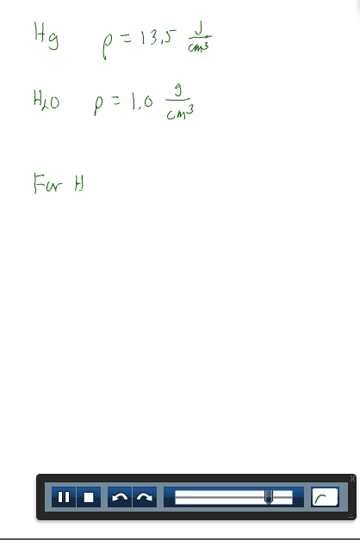 Hg ρ = 13.5 g/cm³
H₂O ρ = 1.0 g/cm³
For H